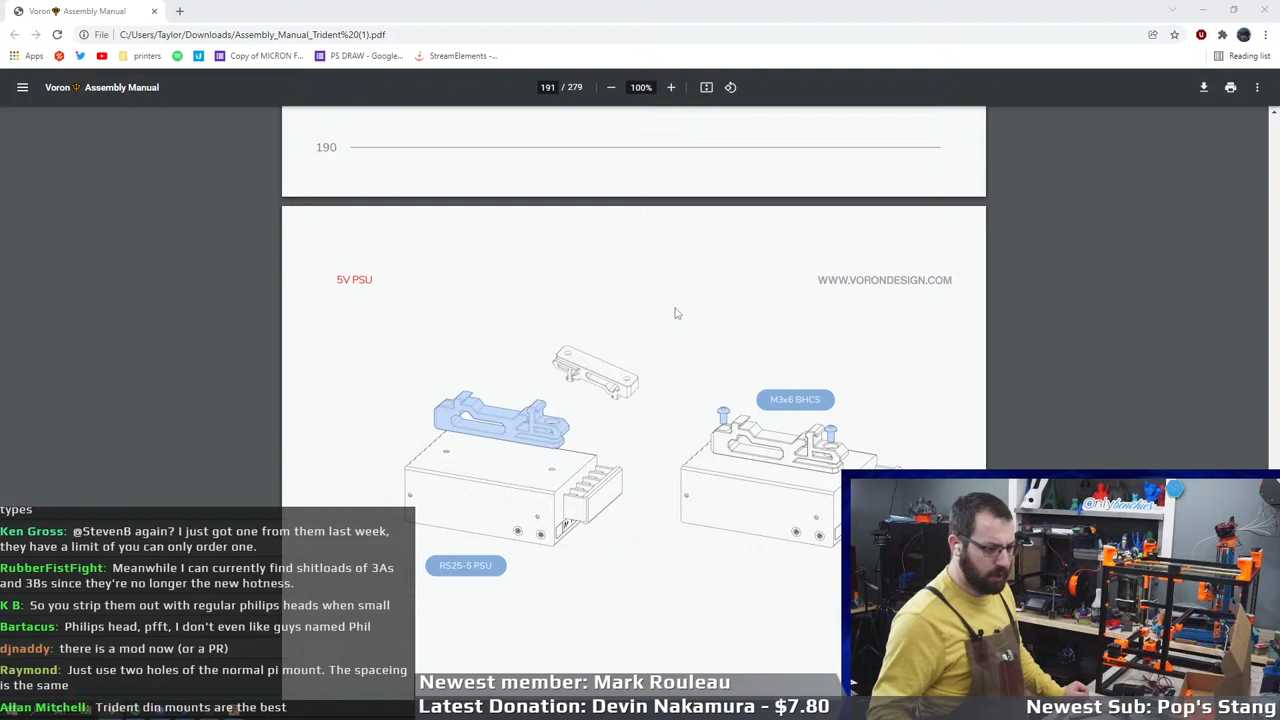 Voron Assembly Manual
File
C:/Users/Taylor/Downloads/Assembly_Manual_Trident%20(1).pdf
Apps
printers
Copy of MICRON F...
PS DRAW - Google...
StreamElements -...
Reading list
Voron Assembly Manual
191 / 279
100%
190
5V PSU
WWW.VORONDESIGN.COM
M3x6 BHCS
RS25-5 PSU
types
Ken Gross: @StevenB again? I just got one from them last week,
they have a limit of you can only order one.
RubberFistFight: Meanwhile I can currently find shitloads of 3As
and 3Bs since they're no longer the new hotness.
K B: So you strip them out with regular philips heads when small
Bartacus: Philips head, pfft, I don't even like guys named Phil
djnaddy: there is a mod now (or a PR)
Raymond: Just use two holes of the normal pi mount. The spaceing
is the same
Allan Mitchell: Trident din mounts are the best
Onlybenchies
Newest member: Mark Rouleau
Latest Donation: Devin Nakamura - $7.80
Newest Sub: Pop's Stang